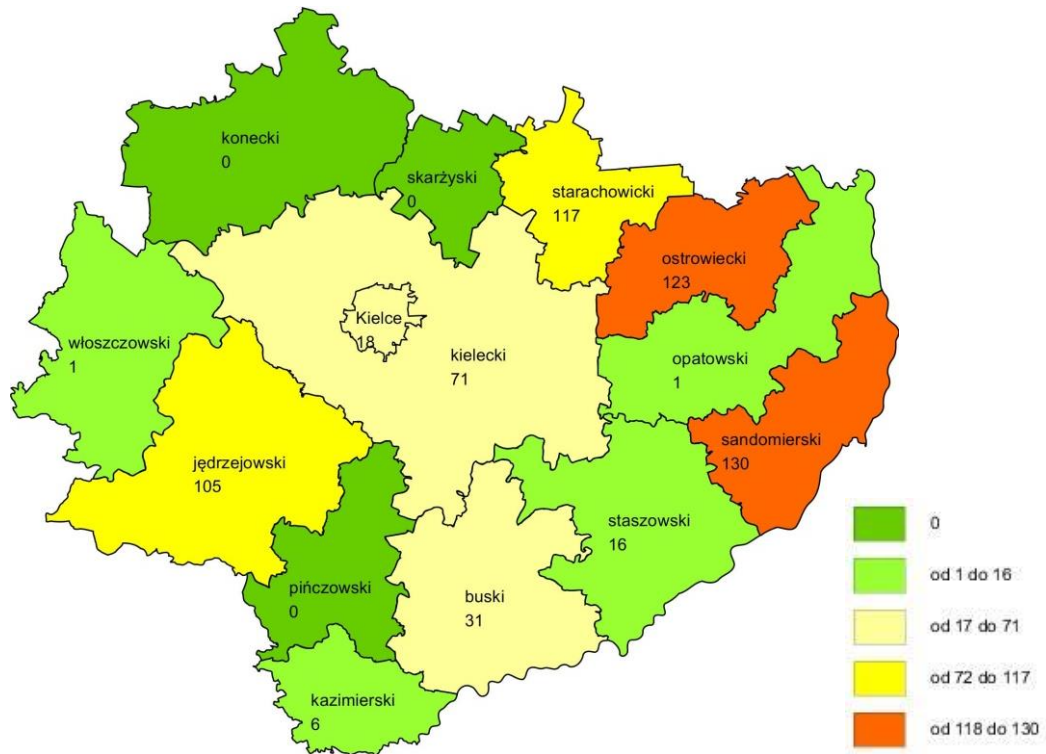 konecki
0
skarżyski
0
starachowicki
117
ostrowiecki
123
włoszczowski
1
Kielce
18
kielecki
71
opatowski
1
sandomierski
130
jędrzejowski
105
staszowski
16
pińczowski
0
buski
31
kazimierski
6
0
od 1 do 16
od 17 do 71
od 72 do 117
od 118 do 130